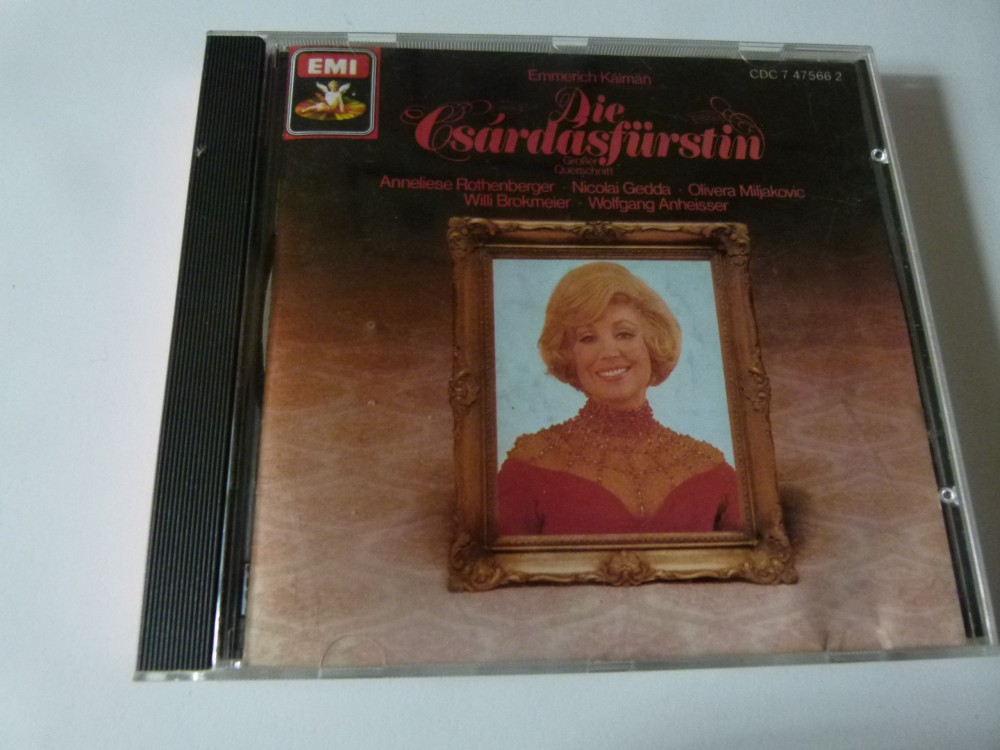 EMI
Emmerich Kálmán
CDC 7 47566 2
Die
Csárdásfürstin
Großer
Querschnitt
Anneliese Rothenberger · Nicolai Gedda · Olivera Miljakovic
Willi Brokmeier · Wolfgang Anheisser